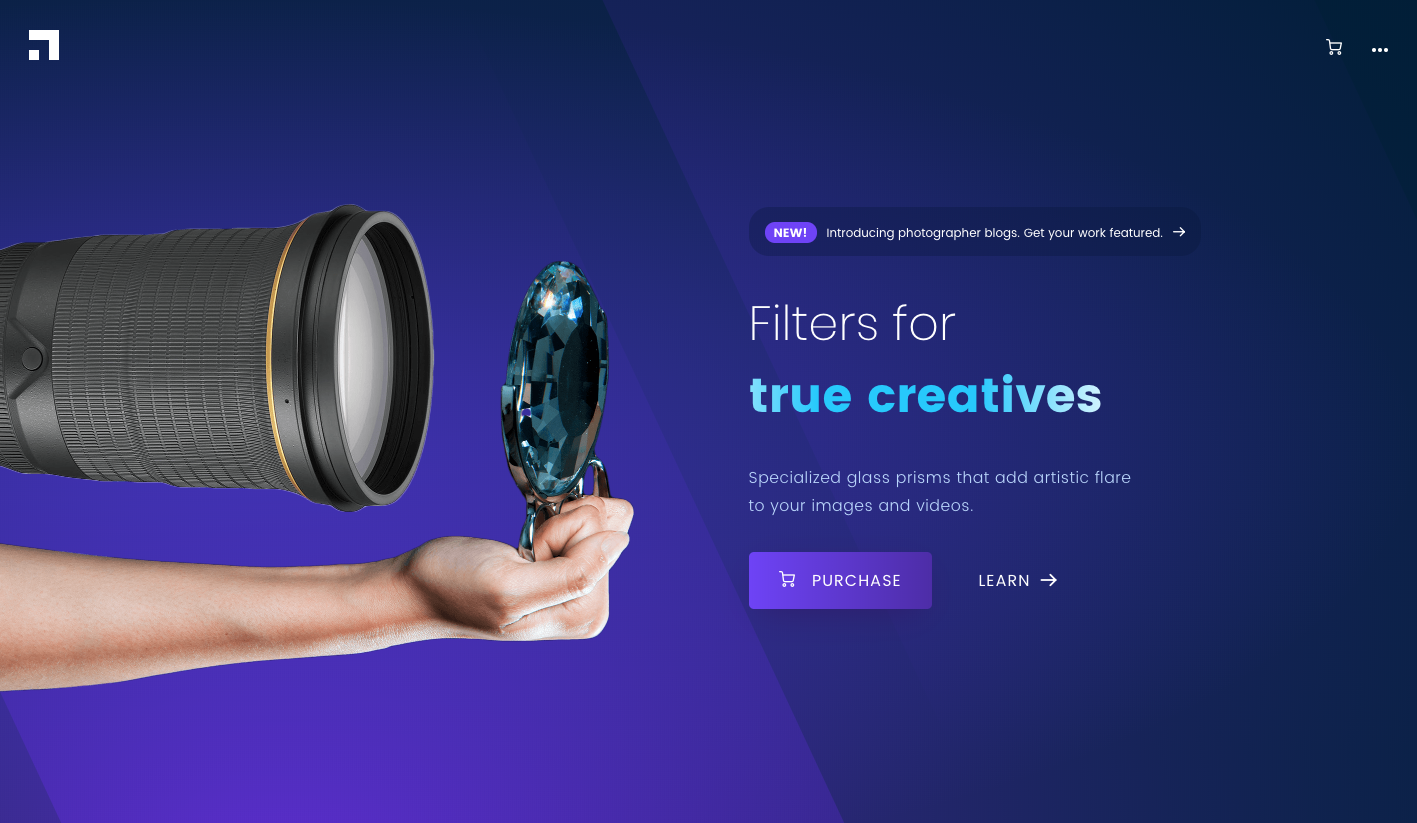 NEW! Introducing photographer blogs. Get your work featured.
Filters for
true creatives
Specialized glass prisms that add artistic flare
to your images and videos.
PURCHASE LEARN